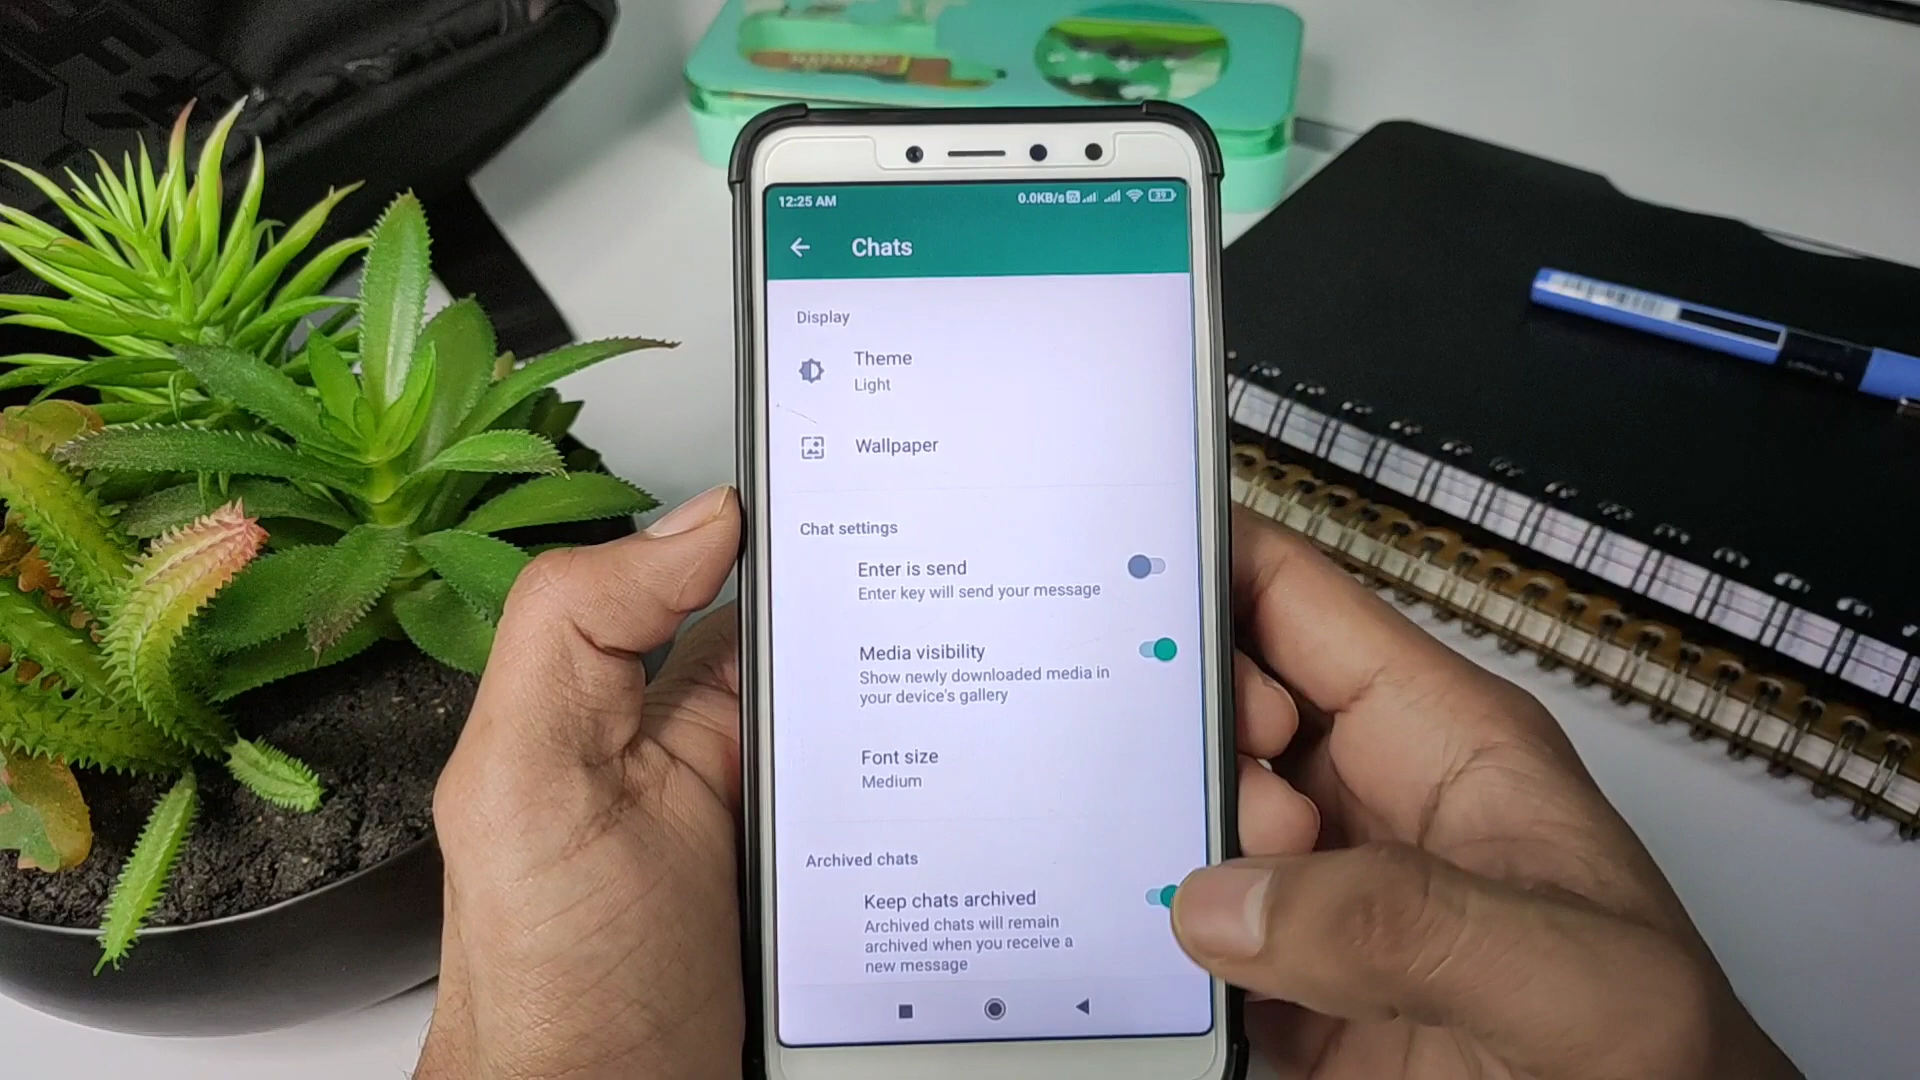 NATARAJ
12:25 AM
0.0KB/s
39
Chats
Display
Theme
Light
Wallpaper
Chat settings
Enter is send
Enter key will send your message
Media visibility
Show newly downloaded media in
your device's gallery
Font size
Medium
Archived chats
Keep chats archived
Archived chats will remain
archived when you receive a
new message